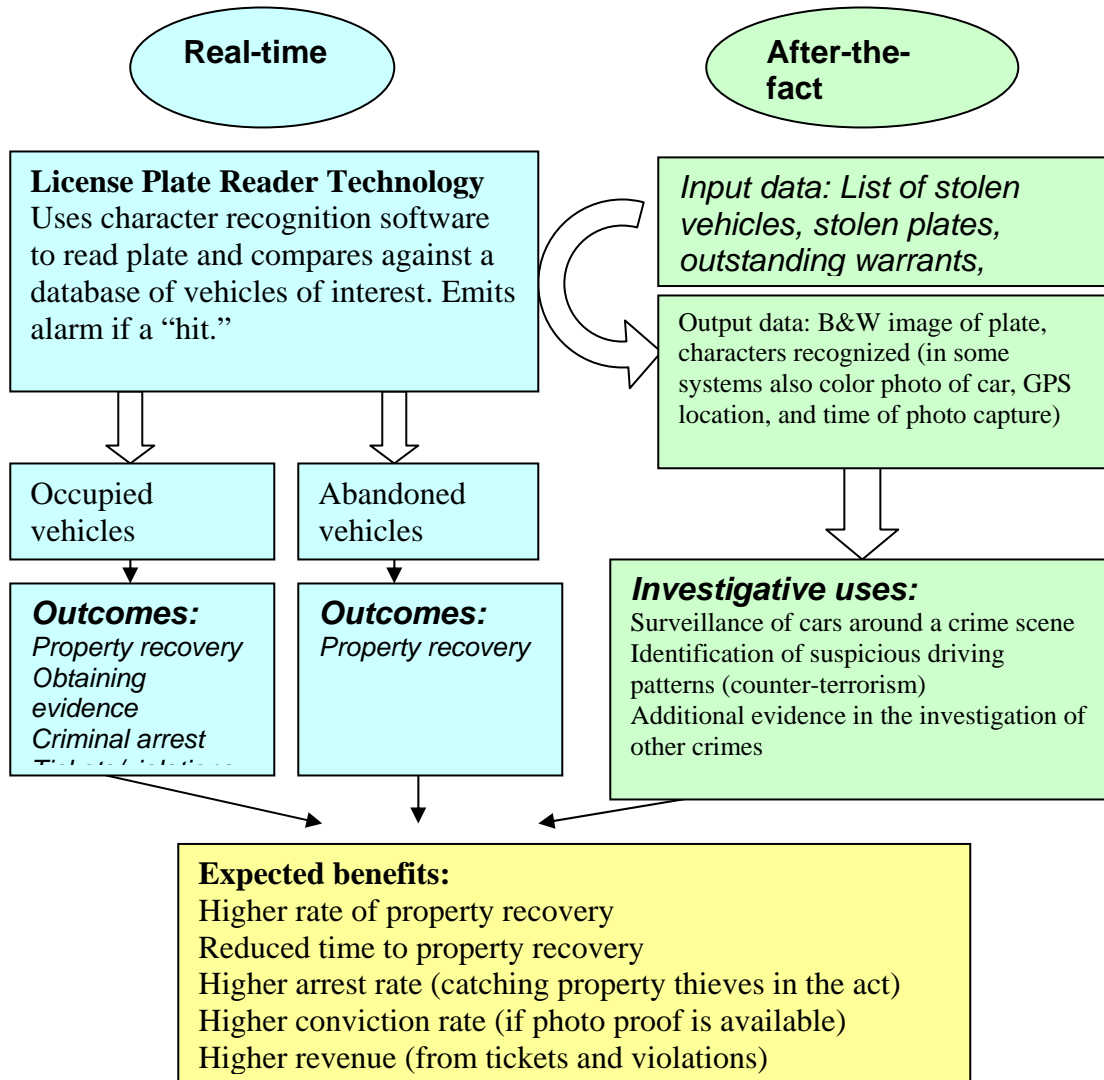 Real-time
After-the-
fact
License Plate Reader Technology
Uses character recognition software
to read plate and compares against a
database of vehicles of interest. Emits
alarm if a “hit.”
Input data: List of stolen
vehicles, stolen plates,
outstanding warrants,
Output data: B&W image of plate,
characters recognized (in some
systems also color photo of car, GPS
location, and time of photo capture)
Occupied
vehicles
Abandoned
vehicles
Outcomes:
Property recovery
Obtaining
evidence
Criminal arrest
Outcomes:
Property recovery
Investigative uses:
Surveillance of cars around a crime scene
Identification of suspicious driving
patterns (counter-terrorism)
Additional evidence in the investigation of
other crimes
Expected benefits:
Higher rate of property recovery
Reduced time to property recovery
Higher arrest rate (catching property thieves in the act)
Higher conviction rate (if photo proof is available)
Higher revenue (from tickets and violations)